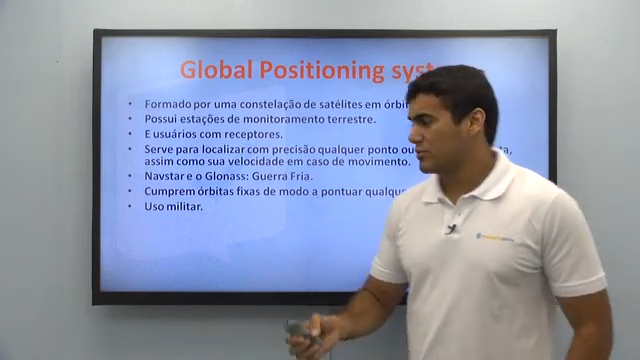 Global Positioning syst
Formado por uma constelação de satélites em órbi
Possui estações de monitoramento terrestre.
E usuários com receptores.
Serve para localizar com precisão qualquer ponto ou ta,
assim como sua velocidade em caso de movimento.
Navstar e o Glonass: Guerra Fria.
Cumprem órbitas fixas de modo a pontuar qualque
Uso militar.